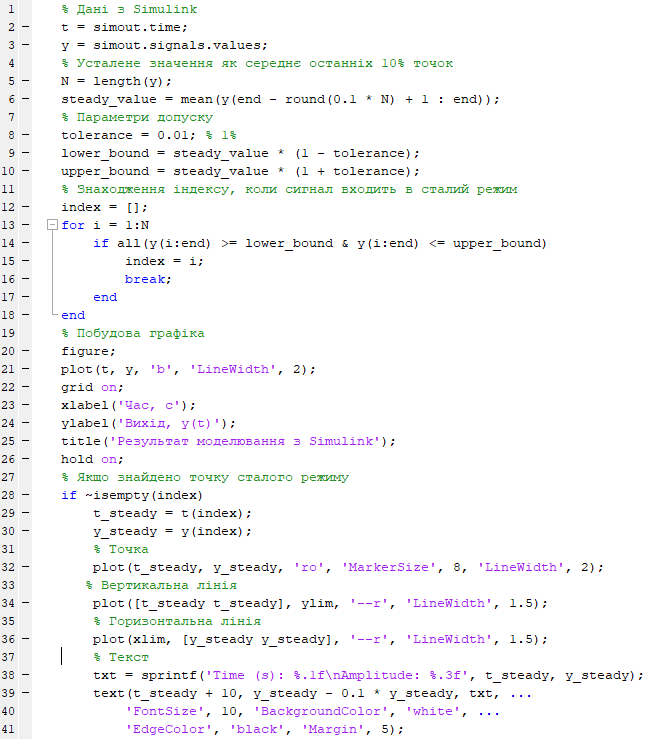 1 % Дані з Simulink
2 – t = simout.time;
3 – y = simout.signals.values;
4 % Усталене значення як середнє останніх 10% точок
5 – N = length(y);
6 – steady_value = mean(y(end - round(0.1 * N) + 1 : end));
7 % Параметри допуску
8 – tolerance = 0.01; % 1%
9 – lower_bound = steady_value * (1 - tolerance);
10 – upper_bound = steady_value * (1 + tolerance);
11 % Знаходження індексу, коли сигнал входить в сталий режим
12 – index = [];
13 – for i = 1:N
14 – if all(y(i:end) >= lower_bound & y(i:end) <= upper_bound)
15 – index = i;
16 – break;
17 – end
18 – end
19 % Побудова графіка
20 – figure;
21 – plot(t, y, 'b', 'LineWidth', 2);
22 – grid on;
23 – xlabel('Час, с');
24 – ylabel('Вихід, y(t)');
25 – title('Результат моделювання з Simulink');
26 – hold on;
27 % Якщо знайдено точку сталого режиму
28 – if ~isempty(index)
29 – t_steady = t(index);
30 – y_steady = y(index);
31 % Точка
32 – plot(t_steady, y_steady, 'ro', 'MarkerSize', 8, 'LineWidth', 2);
33 % Вертикальна лінія
34 – plot([t_steady t_steady], ylim, '--r', 'LineWidth', 1.5);
35 % Горизонтальна лінія
36 – plot(xlim, [y_steady y_steady], '--r', 'LineWidth', 1.5);
37 % Текст
38 – txt = sprintf('Time (s): %.1f\nAmplitude: %.3f', t_steady, y_steady);
39 – text(t_steady + 10, y_steady - 0.1 * y_steady, txt, ...
40 'FontSize', 10, 'BackgroundColor', 'white', ...
41 'EdgeColor', 'black', 'Margin', 5);